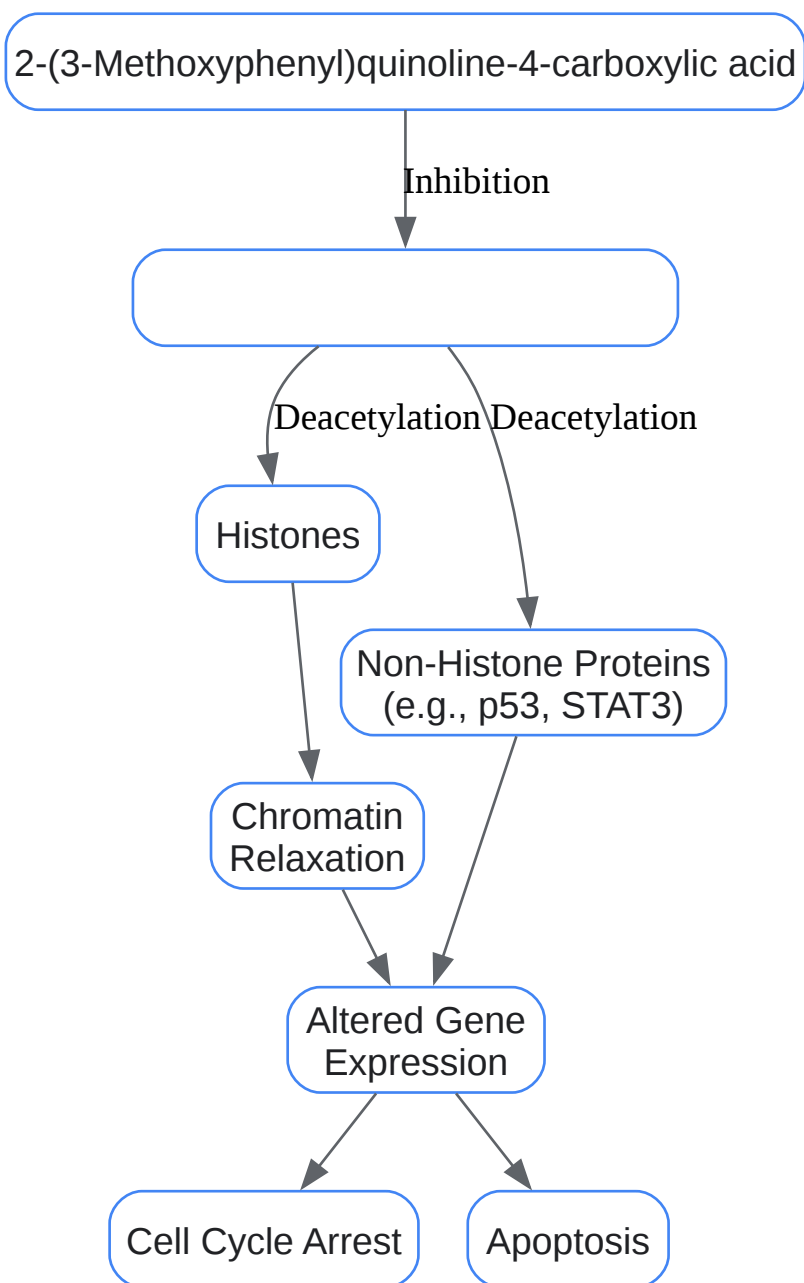 2-(3-Methoxyphenyl)quinoline-4-carboxylic acid
Inhibition
Deacetylation
Deacetylation
Histones
Non-Histone Proteins
(e.g., p53, STAT3)
Chromatin
Relaxation
Altered Gene
Expression
Cell Cycle Arrest
Apoptosis